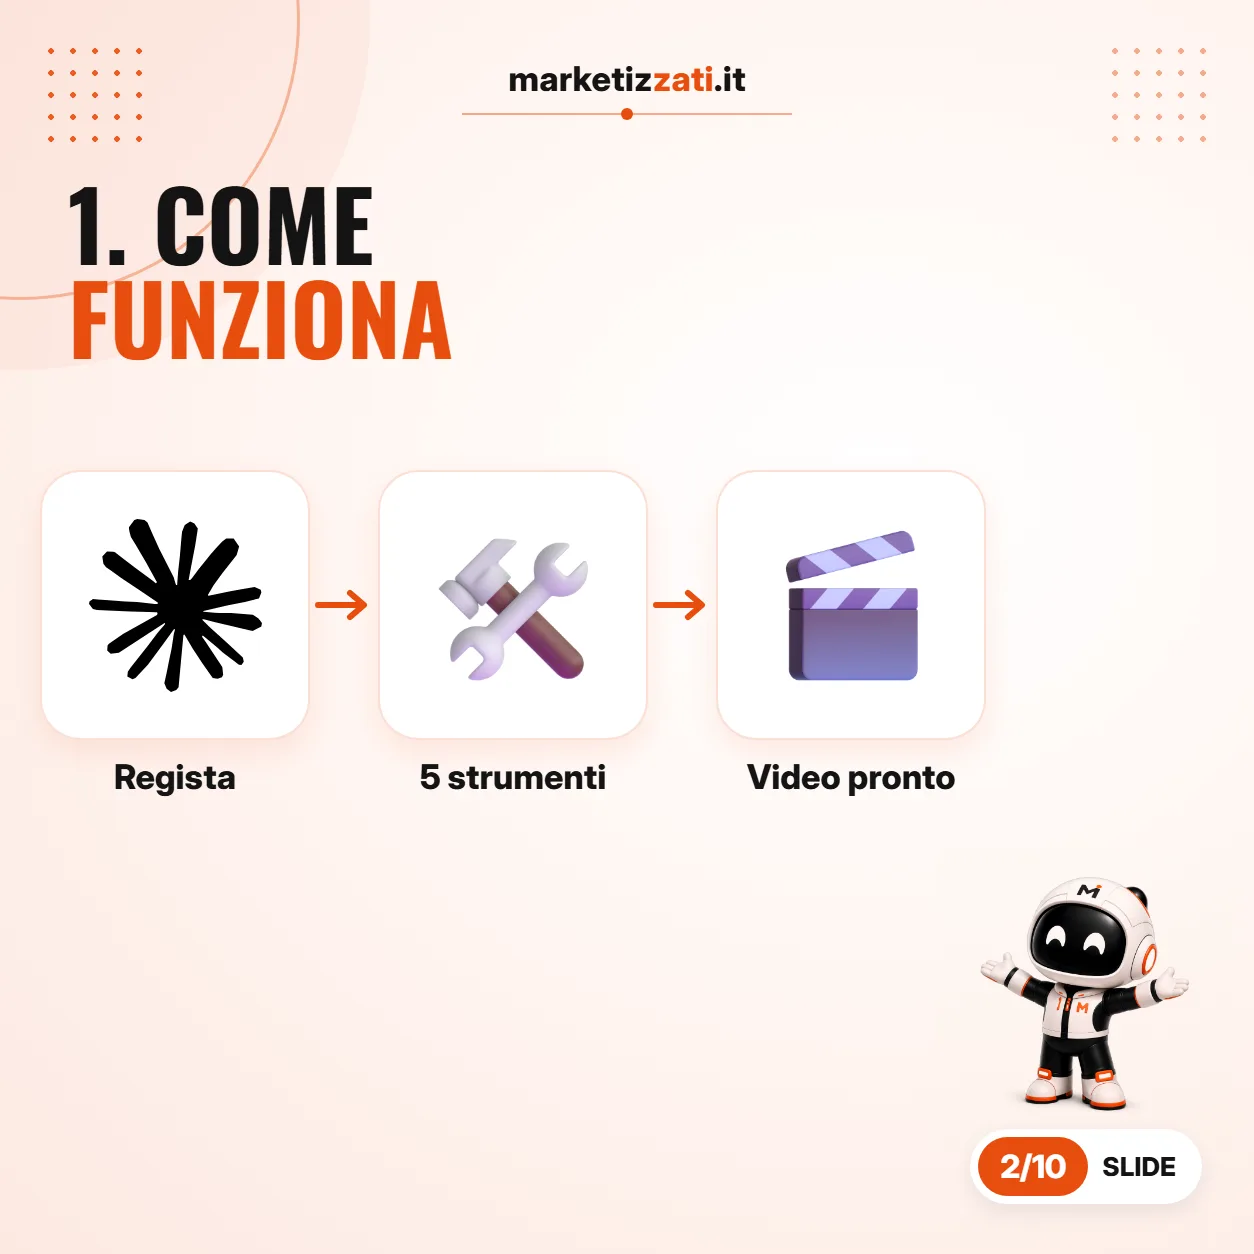 marketizzati.it
1. COME
FUNZIONA
Regista
5 strumenti
Video pronto
M
M
2/10 SLIDE